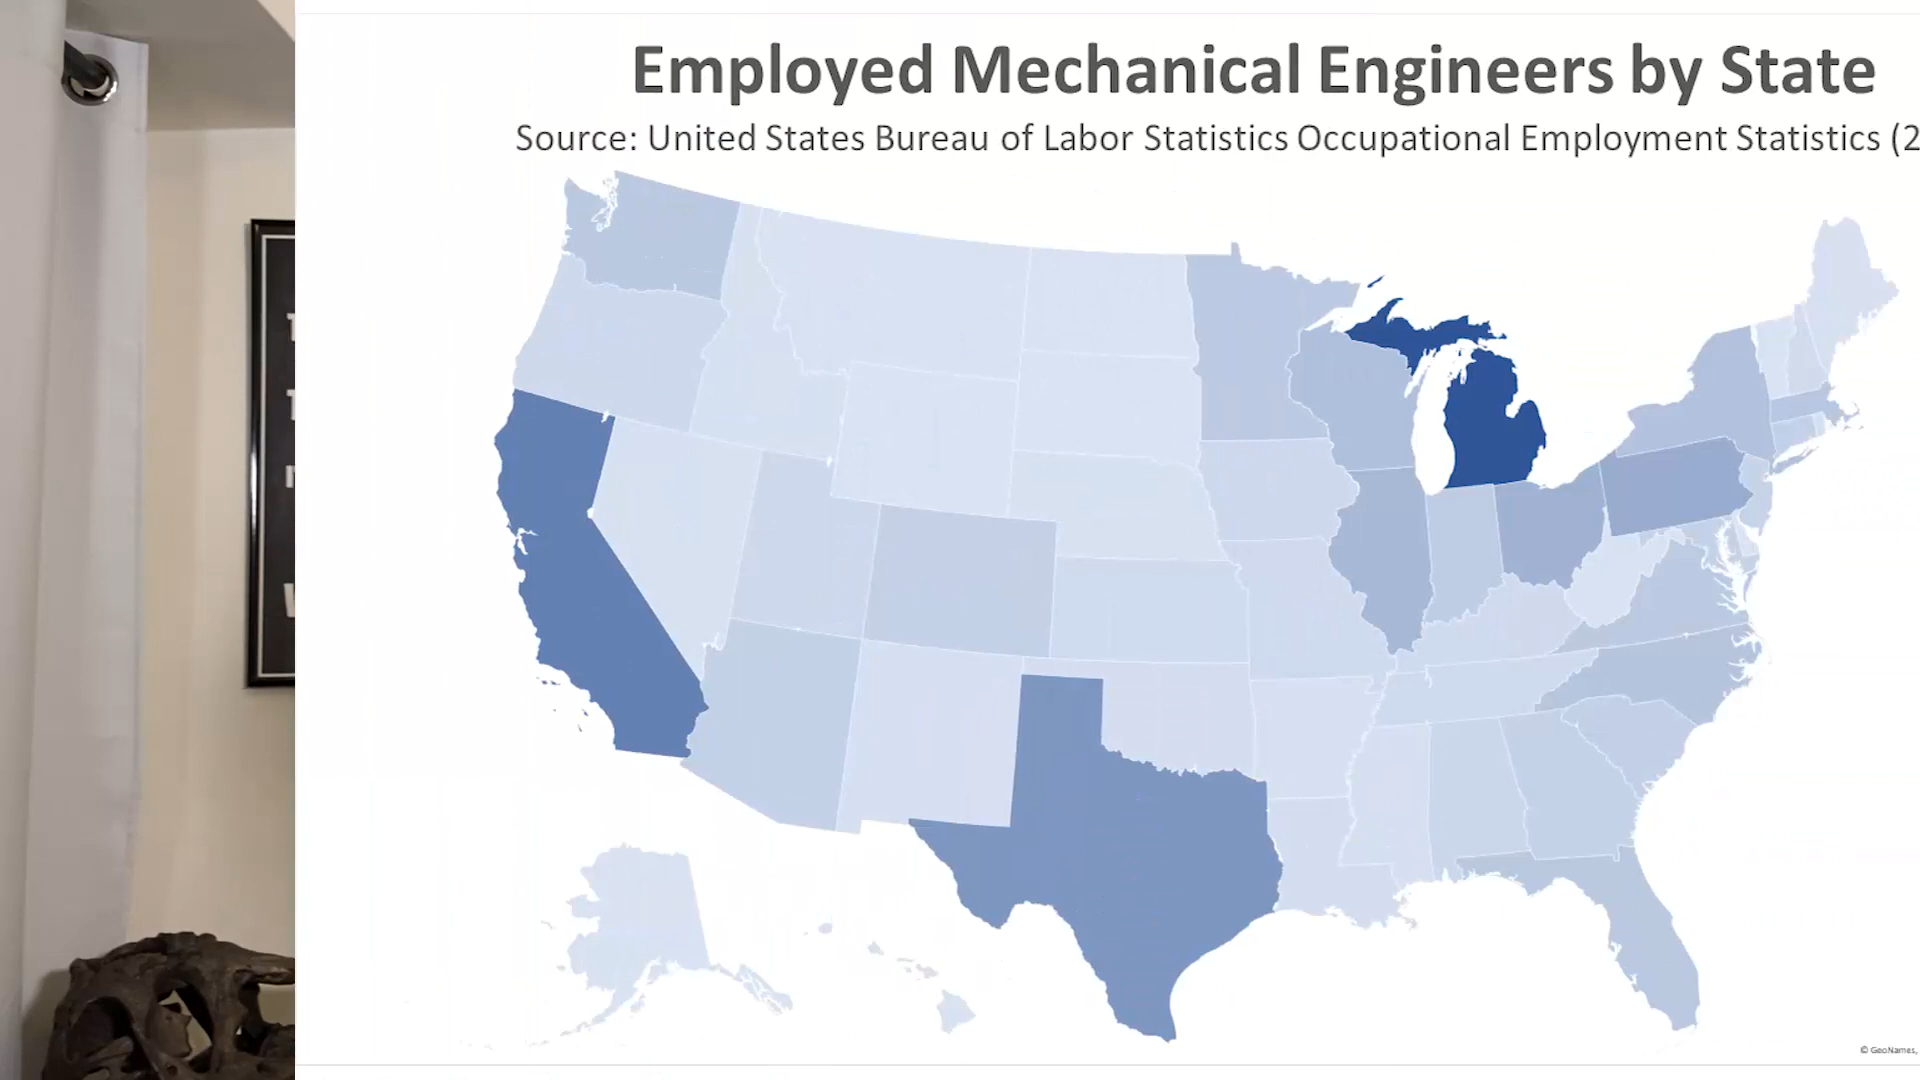 Employed Mechanical Engineers by State
Source: United States Bureau of Labor Statistics Occupational Employment Statistics (2
© GeoNames,